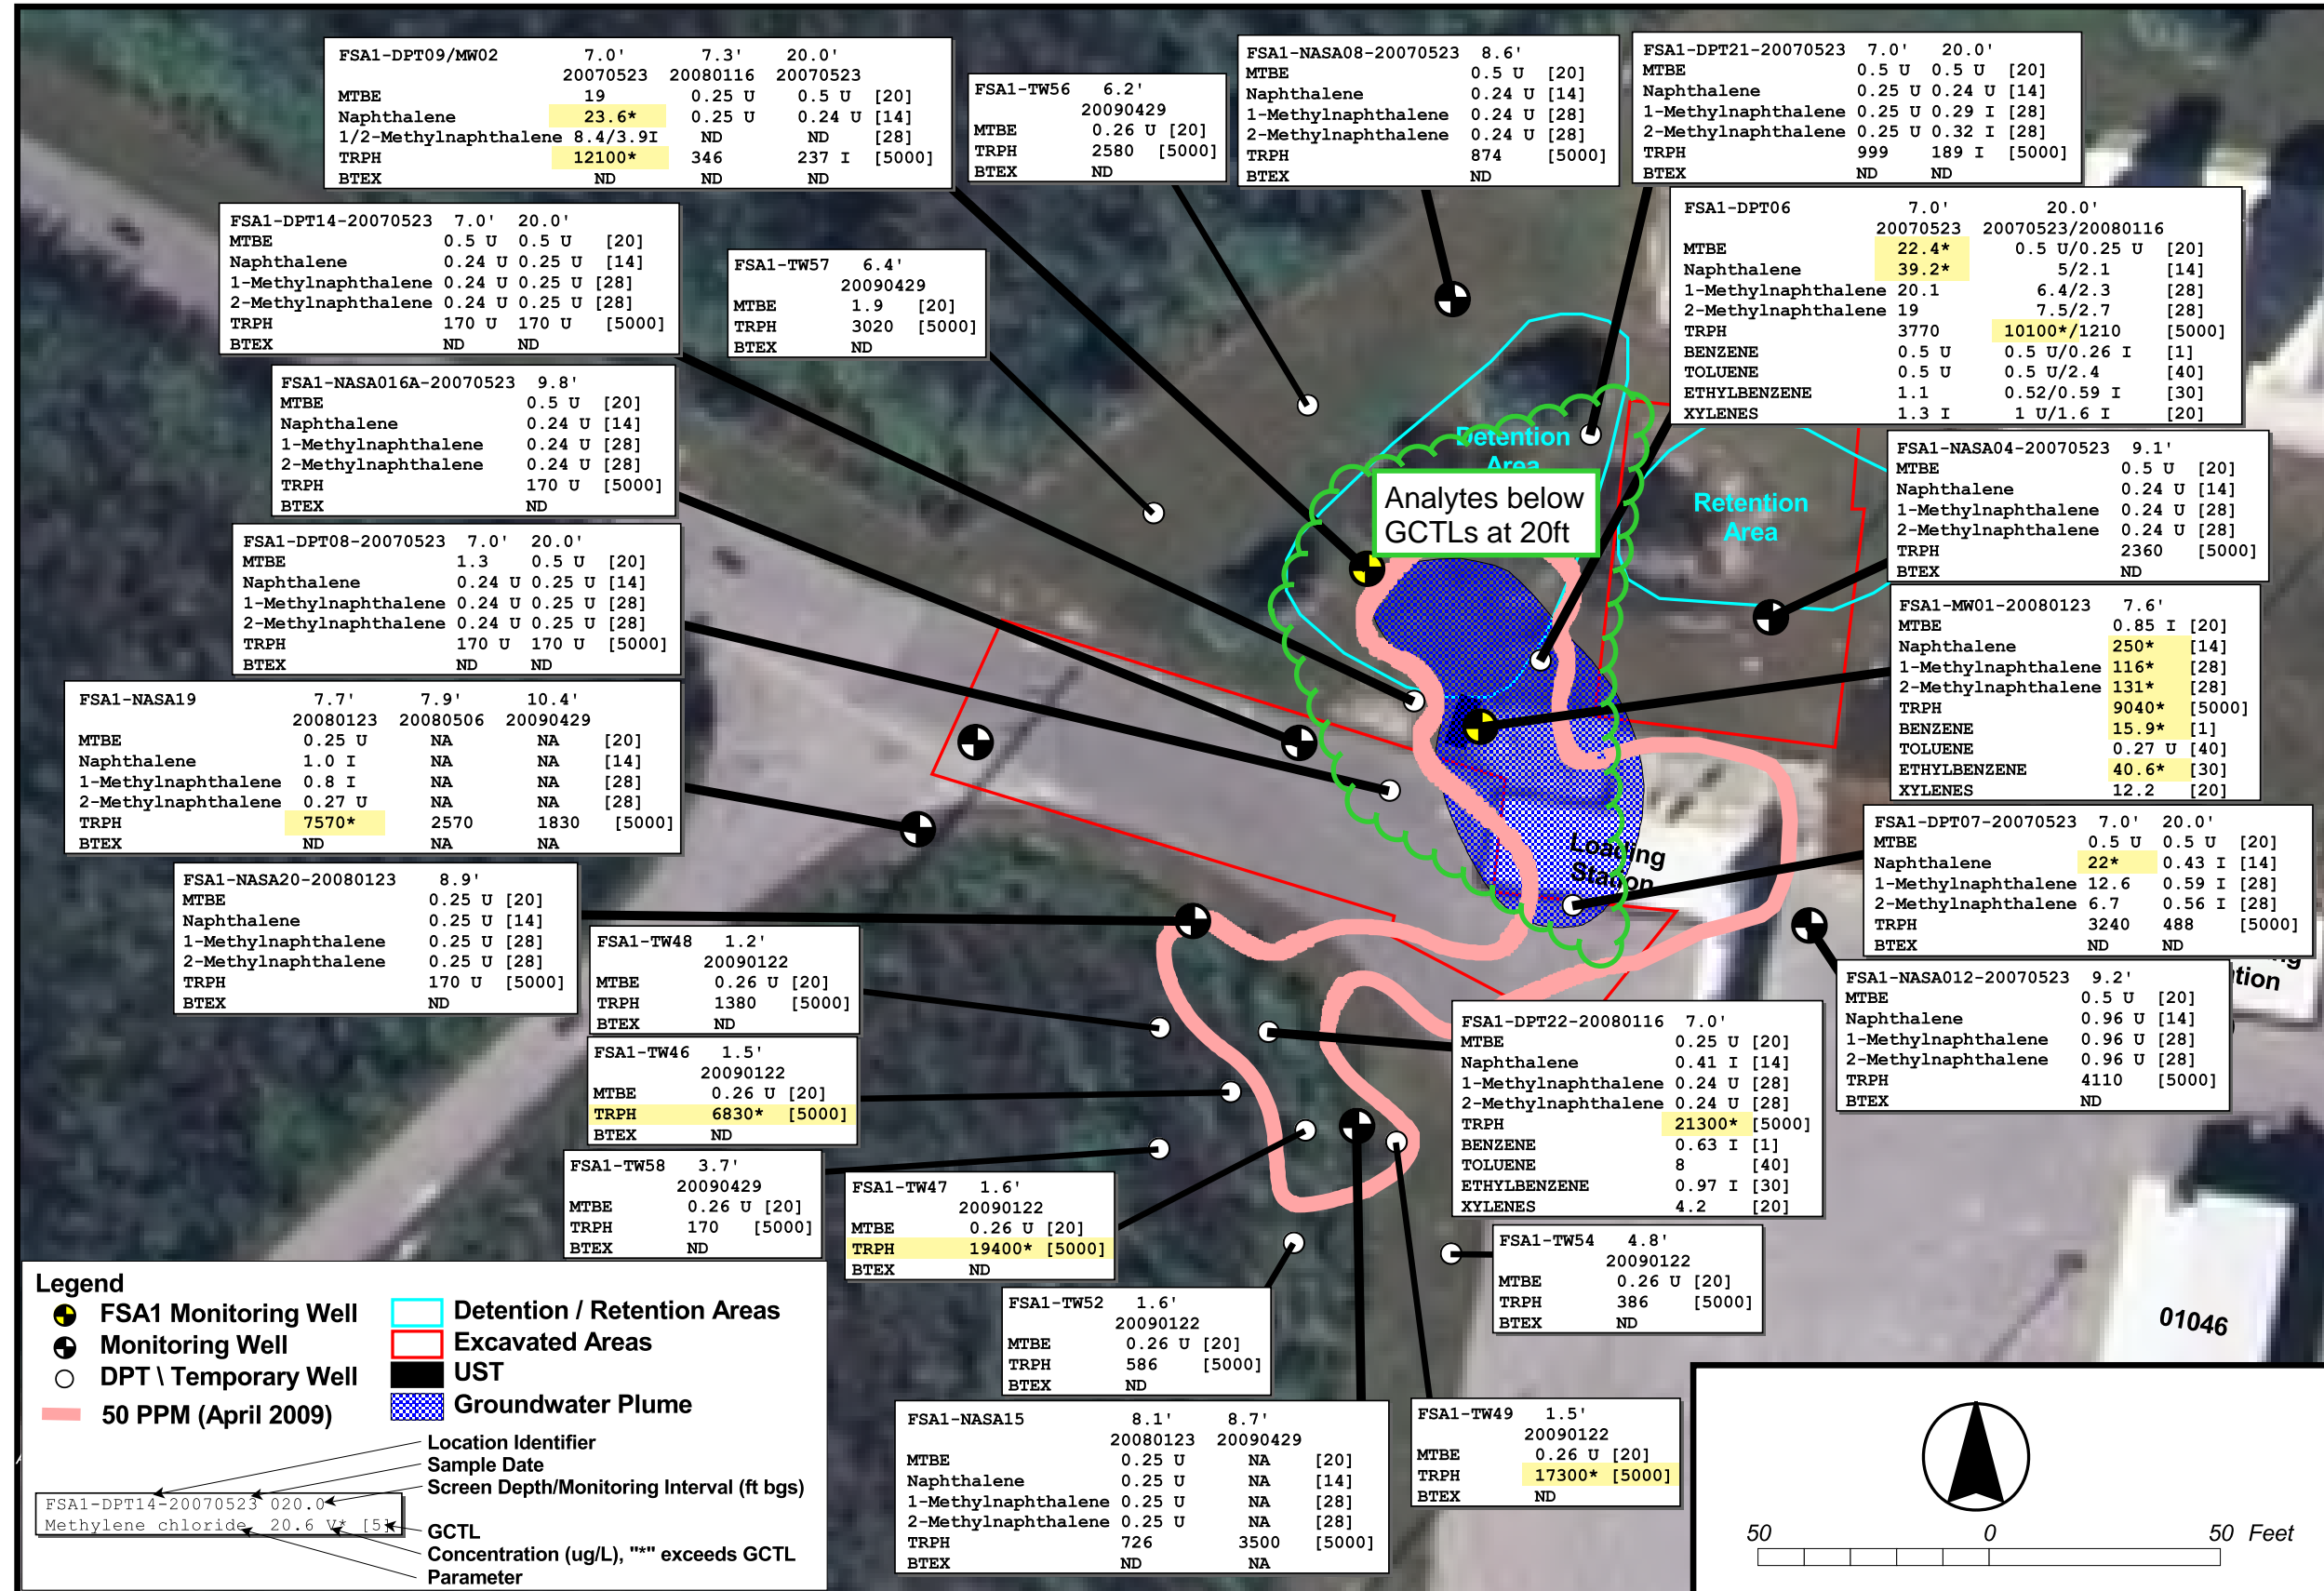 FSA1-DPT09/MW02 7.0' 7.3' 20.0'
20070523 20080116 20070523
MTBE 19 0.25 U 0.5 U [20]
Naphthalene 23.6* 0.25 U 0.24 U [14]
1/2-Methylnaphthalene 8.4/3.9I ND ND [28]
TRPH 12100* 346 237 I [5000]
BTEX ND ND ND
FSA1-TW56 6.2'
20090429
MTBE 0.26 U [20]
TRPH 2580 [5000]
BTEX ND
FSA1-NASA08-20070523 8.6'
MTBE 0.5 U [20]
Naphthalene 0.24 U [14]
1-Methylnaphthalene 0.24 U [28]
2-Methylnaphthalene 0.24 U [28]
TRPH 874 [5000]
BTEX ND
FSA1-DPT21-20070523 7.0' 20.0'
MTBE 0.5 U 0.5 U [20]
Naphthalene 0.25 U 0.24 U [14]
1-Methylnaphthalene 0.25 U 0.29 I [28]
2-Methylnaphthalene 0.25 U 0.32 I [28]
TRPH 999 189 I [5000]
BTEX ND ND
FSA1-DPT14-20070523 7.0' 20.0'
MTBE 0.5 U 0.5 U [20]
Naphthalene 0.24 U 0.25 U [14]
1-Methylnaphthalene 0.24 U 0.25 U [28]
2-Methylnaphthalene 0.24 U 0.25 U [28]
TRPH 170 U 170 U [5000]
BTEX ND ND
FSA1-TW57 6.4'
20090429
MTBE 1.9 [20]
TRPH 3020 [5000]
BTEX ND
FSA1-DPT06 7.0' 20.0'
20070523 20070523/20080116
MTBE 22.4* 0.5 U/0.25 U [20]
Naphthalene 39.2* 5/2.1 [14]
1-Methylnaphthalene 20.1 6.4/2.3 [28]
2-Methylnaphthalene 19 7.5/2.7 [28]
TRPH 3770 10100*/1210 [5000]
BENZENE 0.5 U 0.5 U/0.26 I [1]
TOLUENE 0.5 U 0.5 U/2.4 [40]
ETHYLBENZENE 1.1 0.52/0.59 I [30]
XYLENES 1.3 I 1 U/1.6 I [20]
FSA1-NASA016A-20070523 9.8'
MTBE 0.5 U [20]
Naphthalene 0.24 U [14]
1-Methylnaphthalene 0.24 U [28]
2-Methylnaphthalene 0.24 U [28]
TRPH 170 U [5000]
BTEX ND
Detention
Area
Analytes below
GCTLs at 20ft
Retention
Area
FSA1-NASA04-20070523 9.1'
MTBE 0.5 U [20]
Naphthalene 0.24 U [14]
1-Methylnaphthalene 0.24 U [28]
2-Methylnaphthalene 0.24 U [28]
TRPH 2360 [5000]
BTEX ND
FSA1-DPT08-20070523 7.0' 20.0'
MTBE 1.3 0.5 U [20]
Naphthalene 0.24 U 0.25 U [14]
1-Methylnaphthalene 0.24 U 0.25 U [28]
2-Methylnaphthalene 0.24 U 0.25 U [28]
TRPH 170 U 170 U [5000]
BTEX ND ND
FSA1-MW01-20080123 7.6'
MTBE 0.85 I [20]
Naphthalene 250* [14]
1-Methylnaphthalene 116* [28]
2-Methylnaphthalene 131* [28]
TRPH 9040* [5000]
BENZENE 15.9* [1]
TOLUENE 0.27 U [40]
ETHYLBENZENE 40.6* [30]
XYLENES 12.2 [20]
FSA1-NASA19 7.7' 7.9' 10.4'
20080123 20080506 20090429
MTBE 0.25 U NA NA [20]
Naphthalene 1.0 I NA NA [14]
1-Methylnaphthalene 0.8 I NA NA [28]
2-Methylnaphthalene 0.27 U NA NA [28]
TRPH 7570* 2570 1830 [5000]
BTEX ND NA NA
Loading
Station
FSA1-DPT07-20070523 7.0' 20.0'
MTBE 0.5 U 0.5 U [20]
Naphthalene 22* 0.43 I [14]
1-Methylnaphthalene 12.6 0.59 I [28]
2-Methylnaphthalene 6.7 0.56 I [28]
TRPH 3240 488 [5000]
BTEX ND ND
FSA1-NASA20-20080123 8.9'
MTBE 0.25 U [20]
Naphthalene 0.25 U [14]
1-Methylnaphthalene 0.25 U [28]
2-Methylnaphthalene 0.25 U [28]
TRPH 170 U [5000]
BTEX ND
FSA1-TW48 1.2'
20090122
MTBE 0.26 U [20]
TRPH 1380 [5000]
BTEX ND
FSA1-NASA012-20070523 9.2'
MTBE 0.5 U [20]
Naphthalene 0.96 U [14]
1-Methylnaphthalene 0.96 U [28]
2-Methylnaphthalene 0.96 U [28]
TRPH 4110 [5000]
BTEX ND
FSA1-TW46 1.5'
20090122
MTBE 0.26 U [20]
TRPH 6830* [5000]
BTEX ND
FSA1-DPT22-20080116 7.0'
MTBE 0.25 U [20]
Naphthalene 0.41 I [14]
1-Methylnaphthalene 0.24 U [28]
2-Methylnaphthalene 0.24 U [28]
TRPH 21300* [5000]
BENZENE 0.63 I [1]
TOLUENE 8 [40]
ETHYLBENZENE 0.97 I [30]
XYLENES 4.2 [20]
FSA1-TW58 3.7'
20090429
MTBE 0.26 U [20]
TRPH 170 [5000]
BTEX ND
FSA1-TW47 1.6'
20090122
MTBE 0.26 U [20]
TRPH 19400* [5000]
BTEX ND
FSA1-TW54 4.8'
20090122
MTBE 0.26 U [20]
TRPH 386 [5000]
BTEX ND
FSA1-TW52 1.6'
20090122
MTBE 0.26 U [20]
TRPH 586 [5000]
BTEX ND
01046
FSA1-NASA15 8.1' 8.7'
20080123 20090429
MTBE 0.25 U NA [20]
Naphthalene 0.25 U NA [14]
1-Methylnaphthalene 0.25 U NA [28]
2-Methylnaphthalene 0.25 U NA [28]
TRPH 726 3500 [5000]
BTEX ND NA
FSA1-TW49 1.5'
20090122
MTBE 0.26 U [20]
TRPH 17300* [5000]
BTEX ND
Legend
FSA1 Monitoring Well
Monitoring Well
DPT \ Temporary Well
50 PPM (April 2009)
Detention / Retention Areas
Excavated Areas
UST
Groundwater Plume
Location Identifier
Sample Date
Screen Depth/Monitoring Interval (ft bgs)
FSA1-DPT14-20070523 020.0
Methylene chloride 20.6 V* [5]
GCTL
Concentration (ug/L), "*" exceeds GCTL
Parameter
50 0 50 Feet